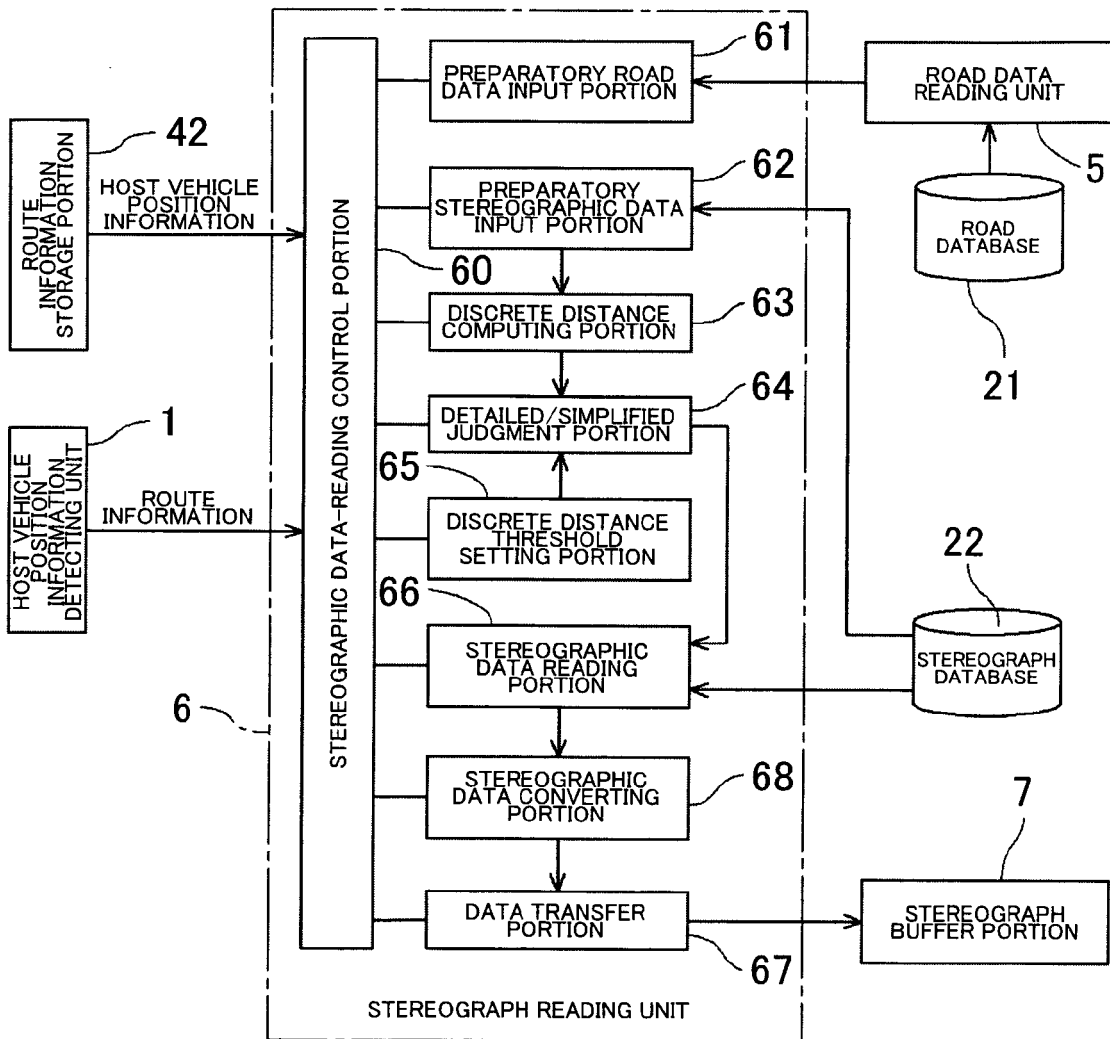 61
PREPARATORY ROAD
DATA INPUT PORTION
ROAD DATA
READING UNIT
5
42
ROUTE
INFORMATION
STORAGE PORTION
HOST VEHICLE
POSITION
INFORMATION
62
PREPARATORY
STEREOGRAPHIC DATA
INPUT PORTION
ROAD
DATABASE
21
STEREOGRAPHIC DATA-READING CONTROL PORTION
60
DISCRETE DISTANCE
COMPUTING PORTION
63
DETAILED/SIMPLIFIED
JUDGMENT PORTION
64
1
HOST VEHICLE
POSITION
INFORMATION
DETECTING UNIT
ROUTE
INFORMATION
65
DISCRETE DISTANCE
THRESHOLD
SETTING PORTION
66
STEREOGRAPHIC
DATA READING
PORTION
22
STEREOGRAPH
DATABASE
6
STEREOGRAPHIC
DATA CONVERTING
PORTION
68
7
DATA TRANSFER
PORTION
67
STEREOGRAPH
BUFFER PORTION
STEREOGRAPH READING UNIT